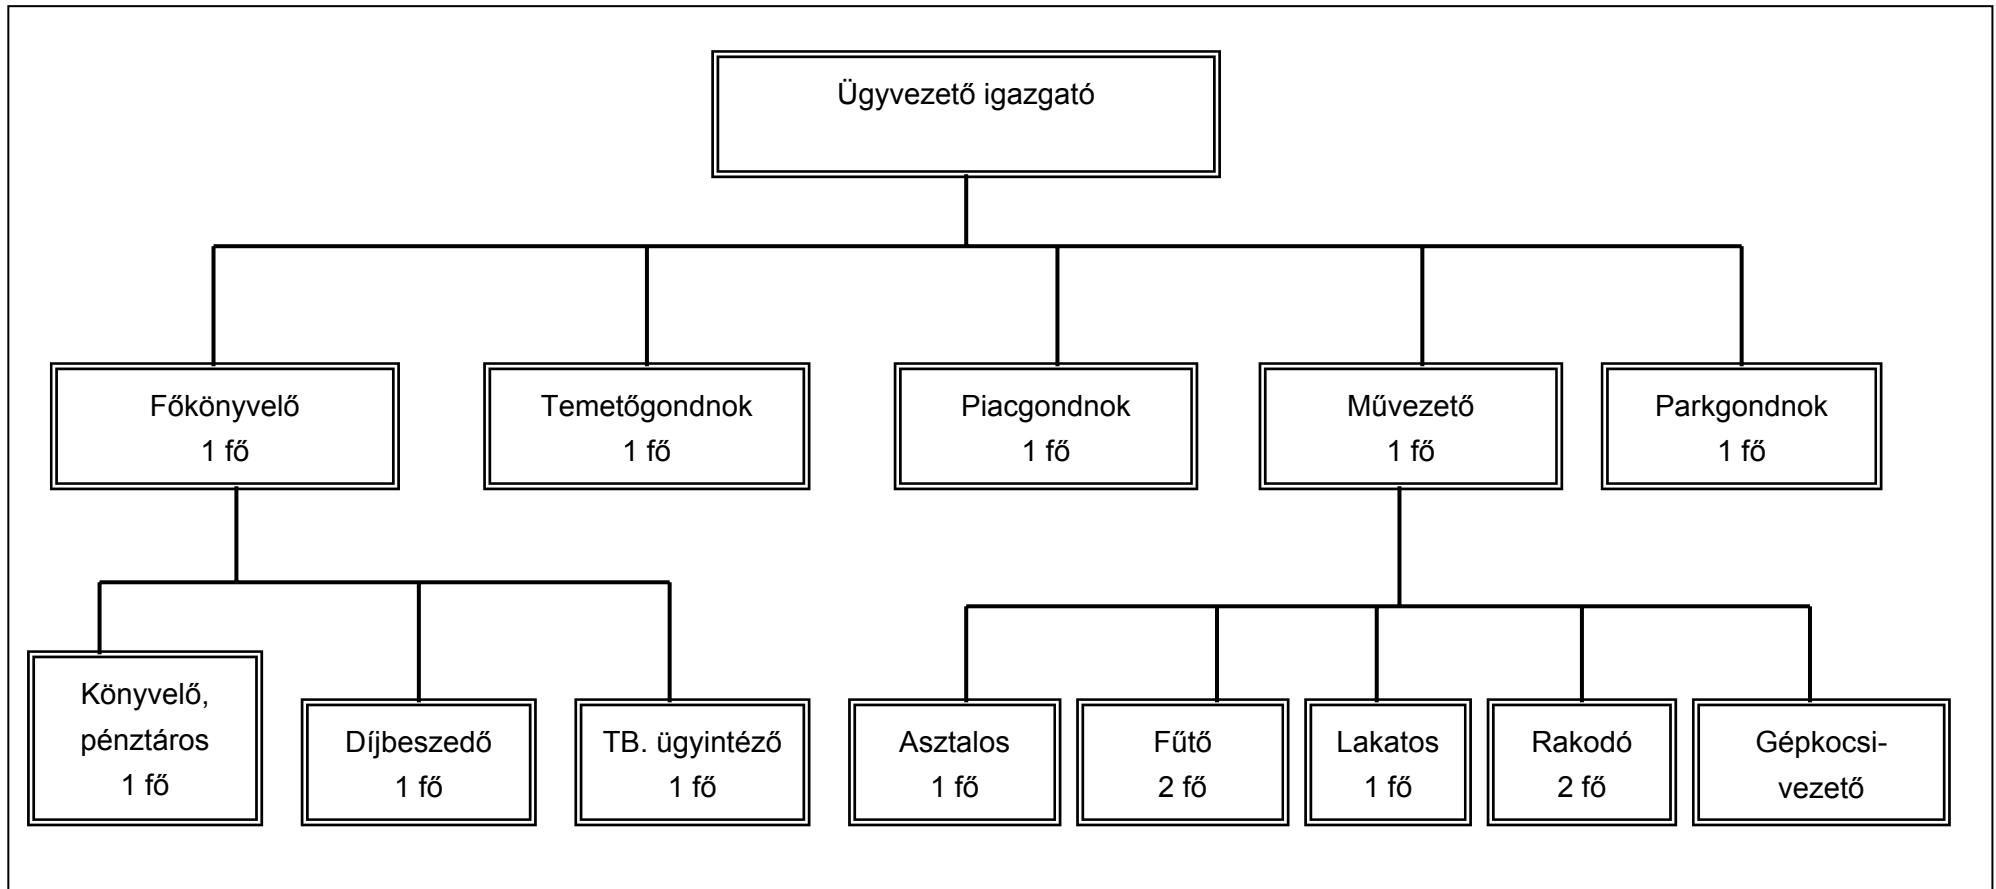 Ügyvezető igazgató
Főkönyvelő
1 fő
Temetőgondnok
1 fő
Piacgondnok
1 fő
Művezető
1 fő
Parkgondnok
1 fő
Könyvelő,
pénztáros
1 fő
Díjbeszedő
1 fő
TB. ügyintéző
1 fő
Asztalos
1 fő
Fűtő
2 fő
Lakatos
1 fő
Rakodó
2 fő
Gépkocsi-
vezető